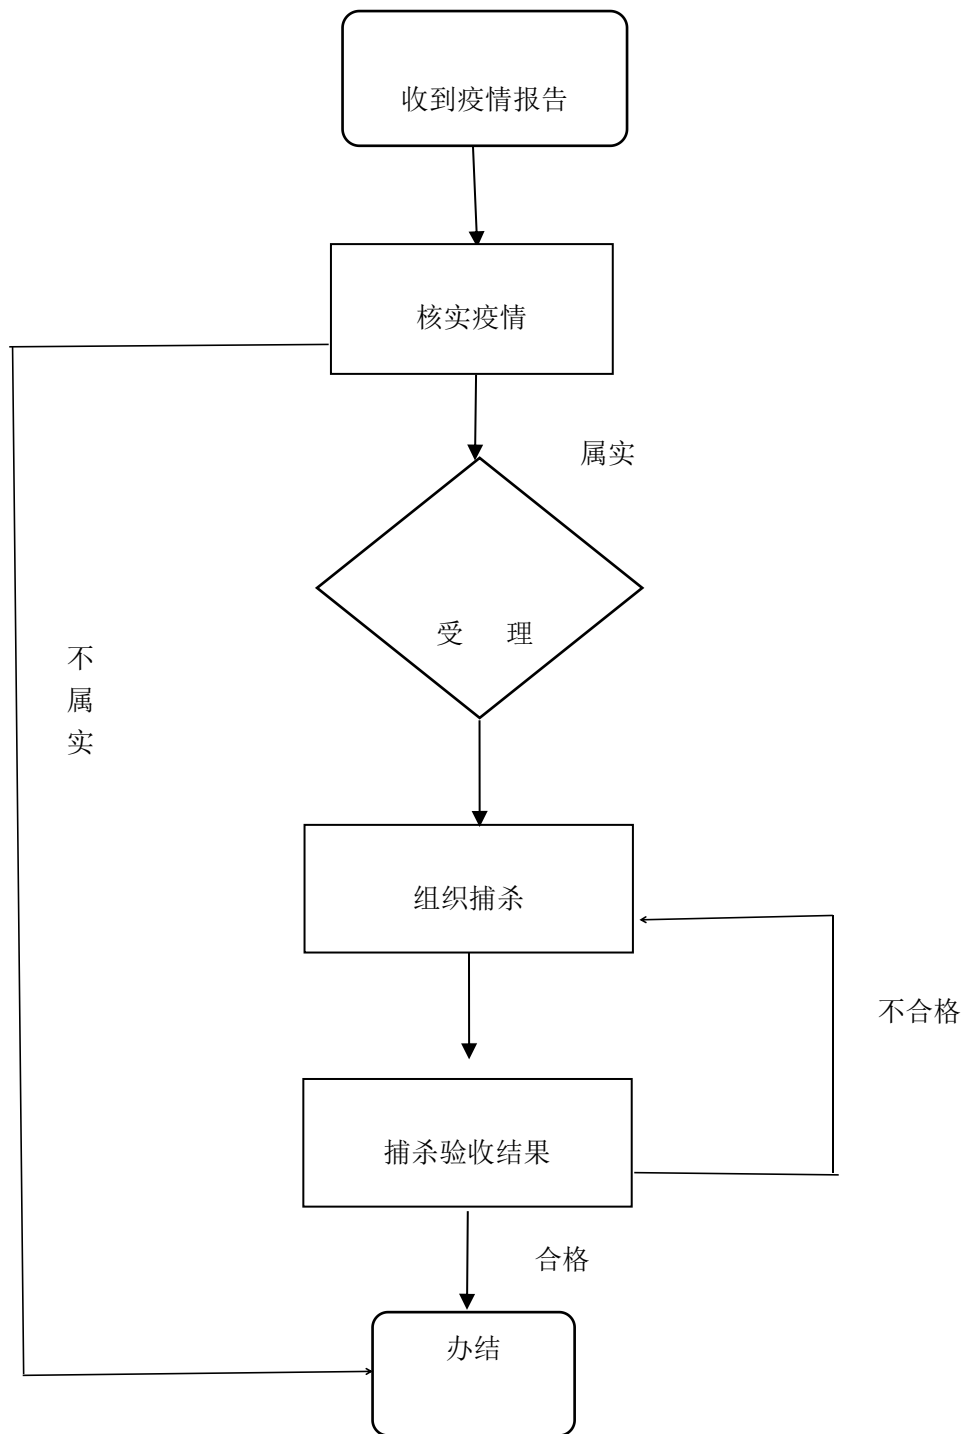 收到疫情报告
核实疫情
属实
受 理
不
属
实
组织捕杀
不合格
捕杀验收结果
合格
办结